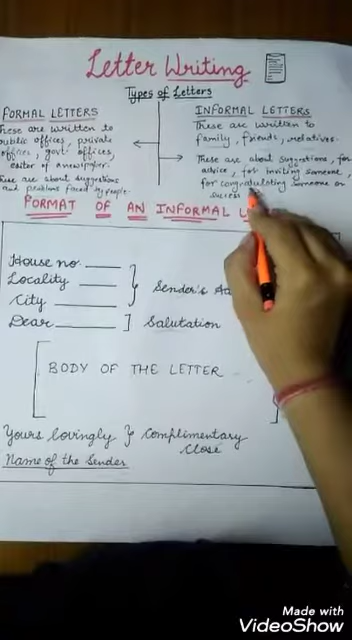 Letter Writing
Types of Letters
FORMAL LETTERS
These are written to
public offices, private
offices, govt. offices,
editor of a newspaper.
These are about suggestions
and problems faced by people.
INFORMAL LETTERS
These are written to
family, friends, relatives.
These are about suggestions, for
advice, for inviting someone,
for congratulating someone on
success
FORMAT OF AN INFORMAL
House no.
Locality
City
Sender's
Dear
Salutation
BODY OF THE LETTER
Yours lovingly
Complimentary
Close
Name of the Sender
Made with
VideoShow